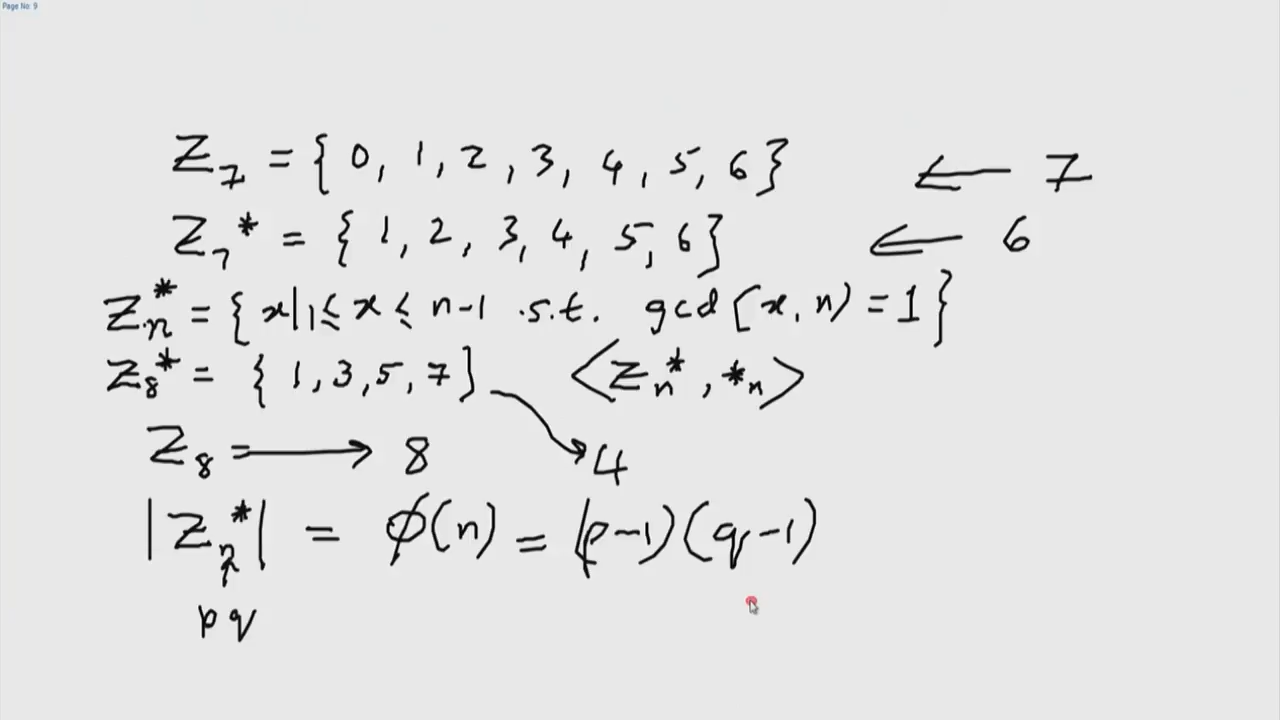 Page No: 9
Z₇ = { 0, 1, 2, 3, 4, 5, 6 } ⟸ 7
Z₇* = { 1, 2, 3, 4, 5, 6 } ⟸ 6
Zₙ* = { x | 1 ≤ x ≤ n-1 .s.t. gcd(x, n) = 1 }
Z₈* = { 1, 3, 5, 7 } <Zₙ*, *ₙ>
Z₈ = → 8 4
|Zₙ*| = φ(n) = (p-1)(q-1)
↑
pq